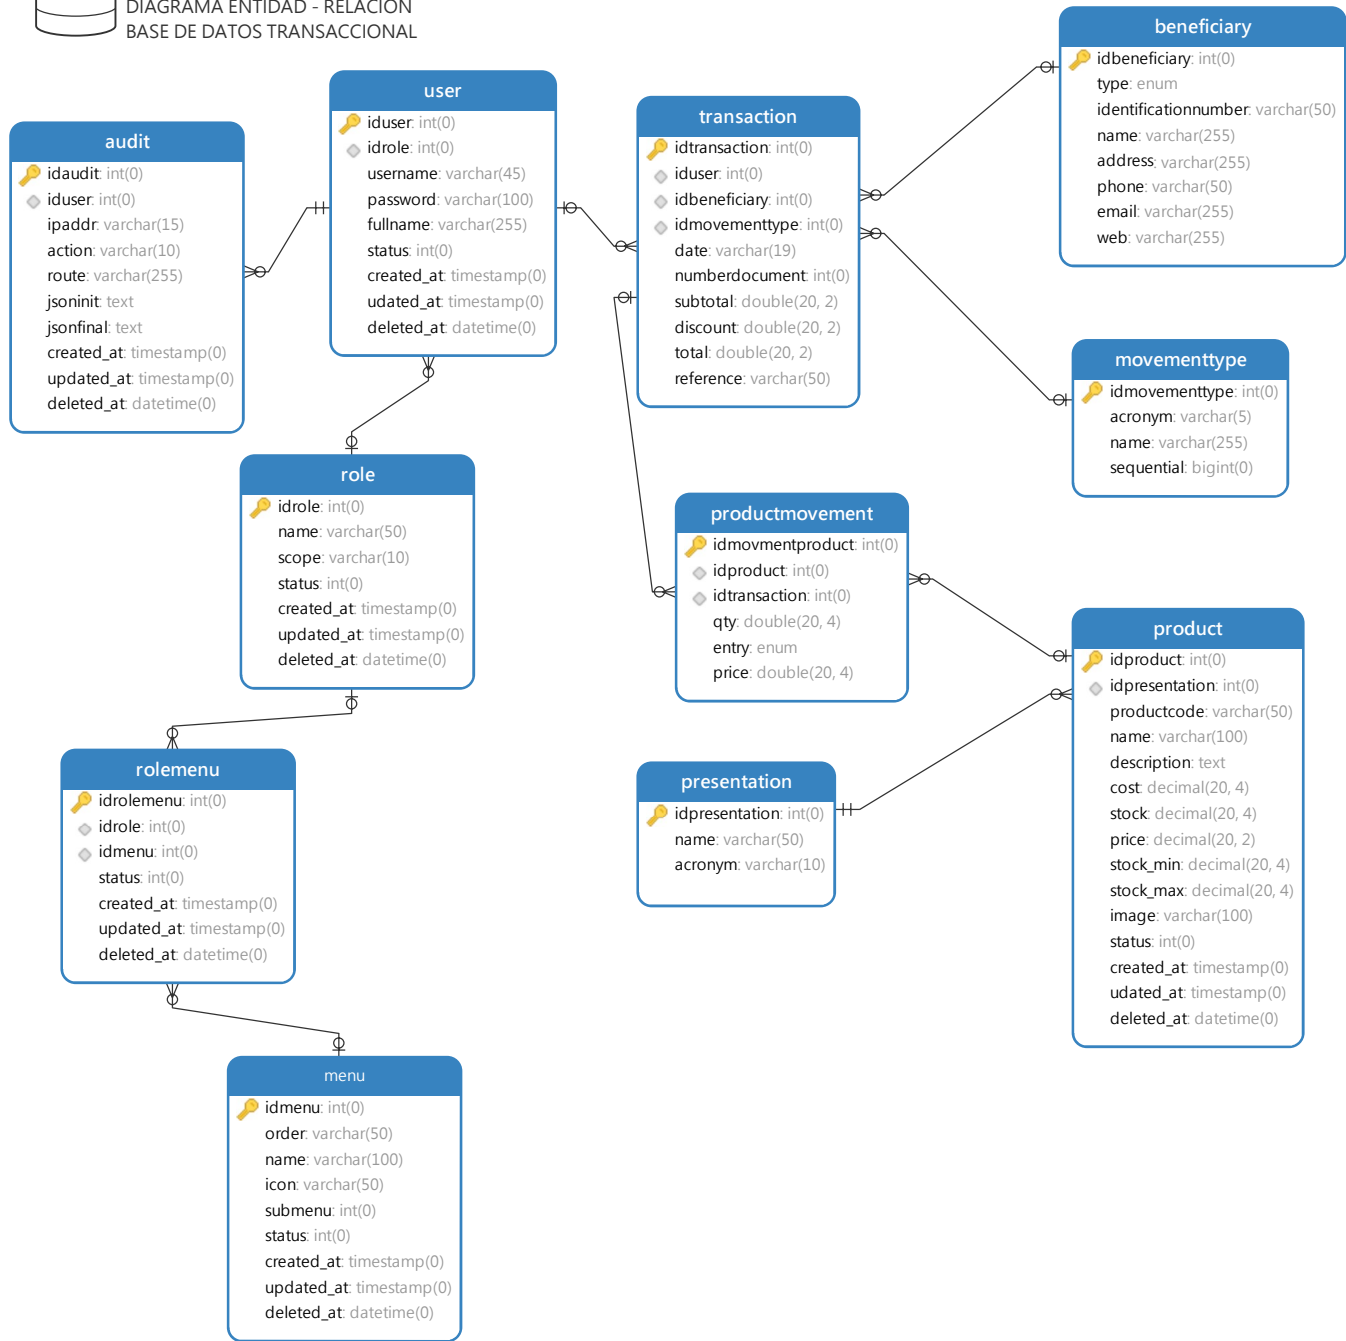 DIAGRAMA ENTIDAD - RELACIÓN
BASE DE DATOS TRANSACCIONAL
audit
idaudit: int(0)
iduser: int(0)
ipaddr: varchar(15)
action: varchar(10)
route: varchar(255)
jsoninit: text
jsonfinal: text
created_at: timestamp(0)
updated_at: timestamp(0)
deleted_at: datetime(0)
user
iduser: int(0)
idrole: int(0)
username: varchar(45)
password: varchar(100)
fullname: varchar(255)
status: int(0)
created_at: timestamp(0)
udated_at: timestamp(0)
deleted_at: datetime(0)
transaction
idtransaction: int(0)
iduser: int(0)
idbeneficiary: int(0)
idmovementtype: int(0)
date: varchar(19)
numberdocument: int(0)
subtotal: double(20, 2)
discount: double(20, 2)
total: double(20, 2)
reference: varchar(50)
beneficiary
idbeneficiary: int(0)
type: enum
identificationnumber: varchar(50)
name: varchar(255)
address: varchar(255)
phone: varchar(50)
email: varchar(255)
web: varchar(255)
movementtype
idmovementtype: int(0)
acronym: varchar(5)
name: varchar(255)
sequential: bigint(0)
role
idrole: int(0)
name: varchar(50)
scope: varchar(10)
status: int(0)
created_at: timestamp(0)
updated_at: timestamp(0)
deleted_at: datetime(0)
productmovement
idmovmentproduct: int(0)
idproduct: int(0)
idtransaction: int(0)
qty: double(20, 4)
entry: enum
price: double(20, 4)
product
idproduct: int(0)
idpresentation: int(0)
productcode: varchar(50)
name: varchar(100)
description: text
cost: decimal(20, 4)
stock: decimal(20, 4)
price: decimal(20, 2)
stock_min: decimal(20, 4)
stock_max: decimal(20, 4)
image: varchar(100)
status: int(0)
created_at: timestamp(0)
udated_at: timestamp(0)
deleted_at: datetime(0)
rolemenu
idrolemenu: int(0)
idrole: int(0)
idmenu: int(0)
status: int(0)
created_at: timestamp(0)
updated_at: timestamp(0)
deleted_at: datetime(0)
presentation
idpresentation: int(0)
name: varchar(50)
acronym: varchar(10)
menu
idmenu: int(0)
order: varchar(50)
name: varchar(100)
icon: varchar(50)
submenu: int(0)
status: int(0)
created_at: timestamp(0)
updated_at: timestamp(0)
deleted_at: datetime(0)